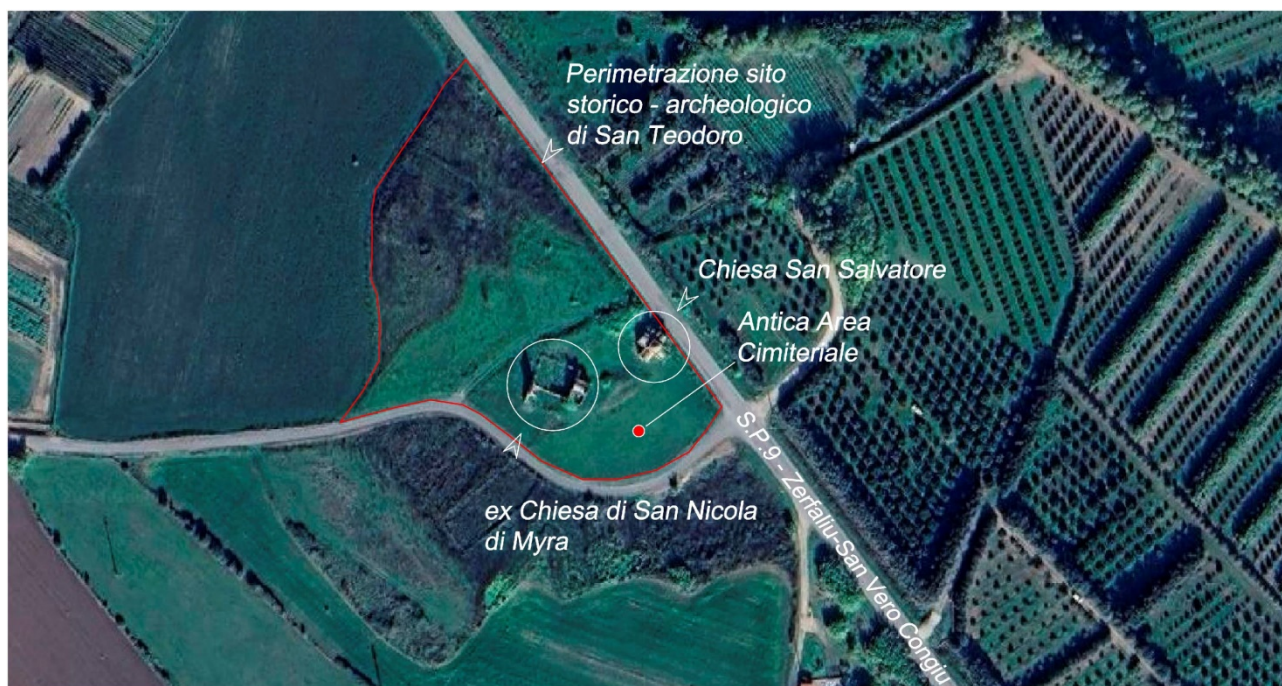 Perimetrazione sito
storico - archeologico
di San Teodoro
Chiesa San Salvatore
Antica Area
Cimiteriale
ex Chiesa di San Nicola
di Myra
S.P.9 - Zerfaliu-San Vero Congiu